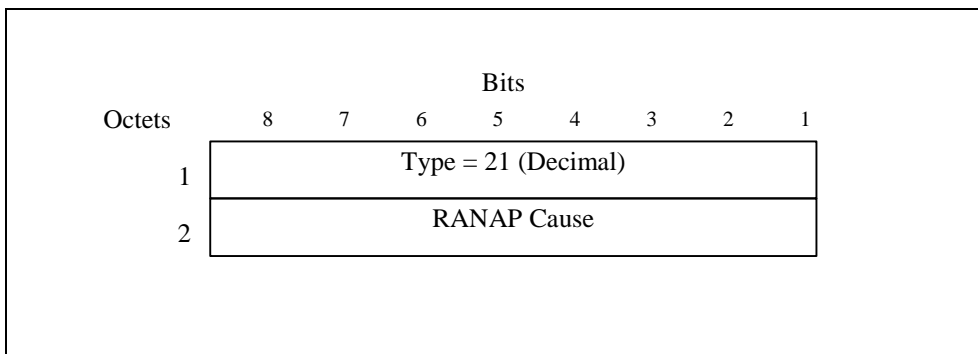 Bits
Octets 8 7 6 5 4 3 2 1
1 Type = 21 (Decimal)
2 RANAP Cause